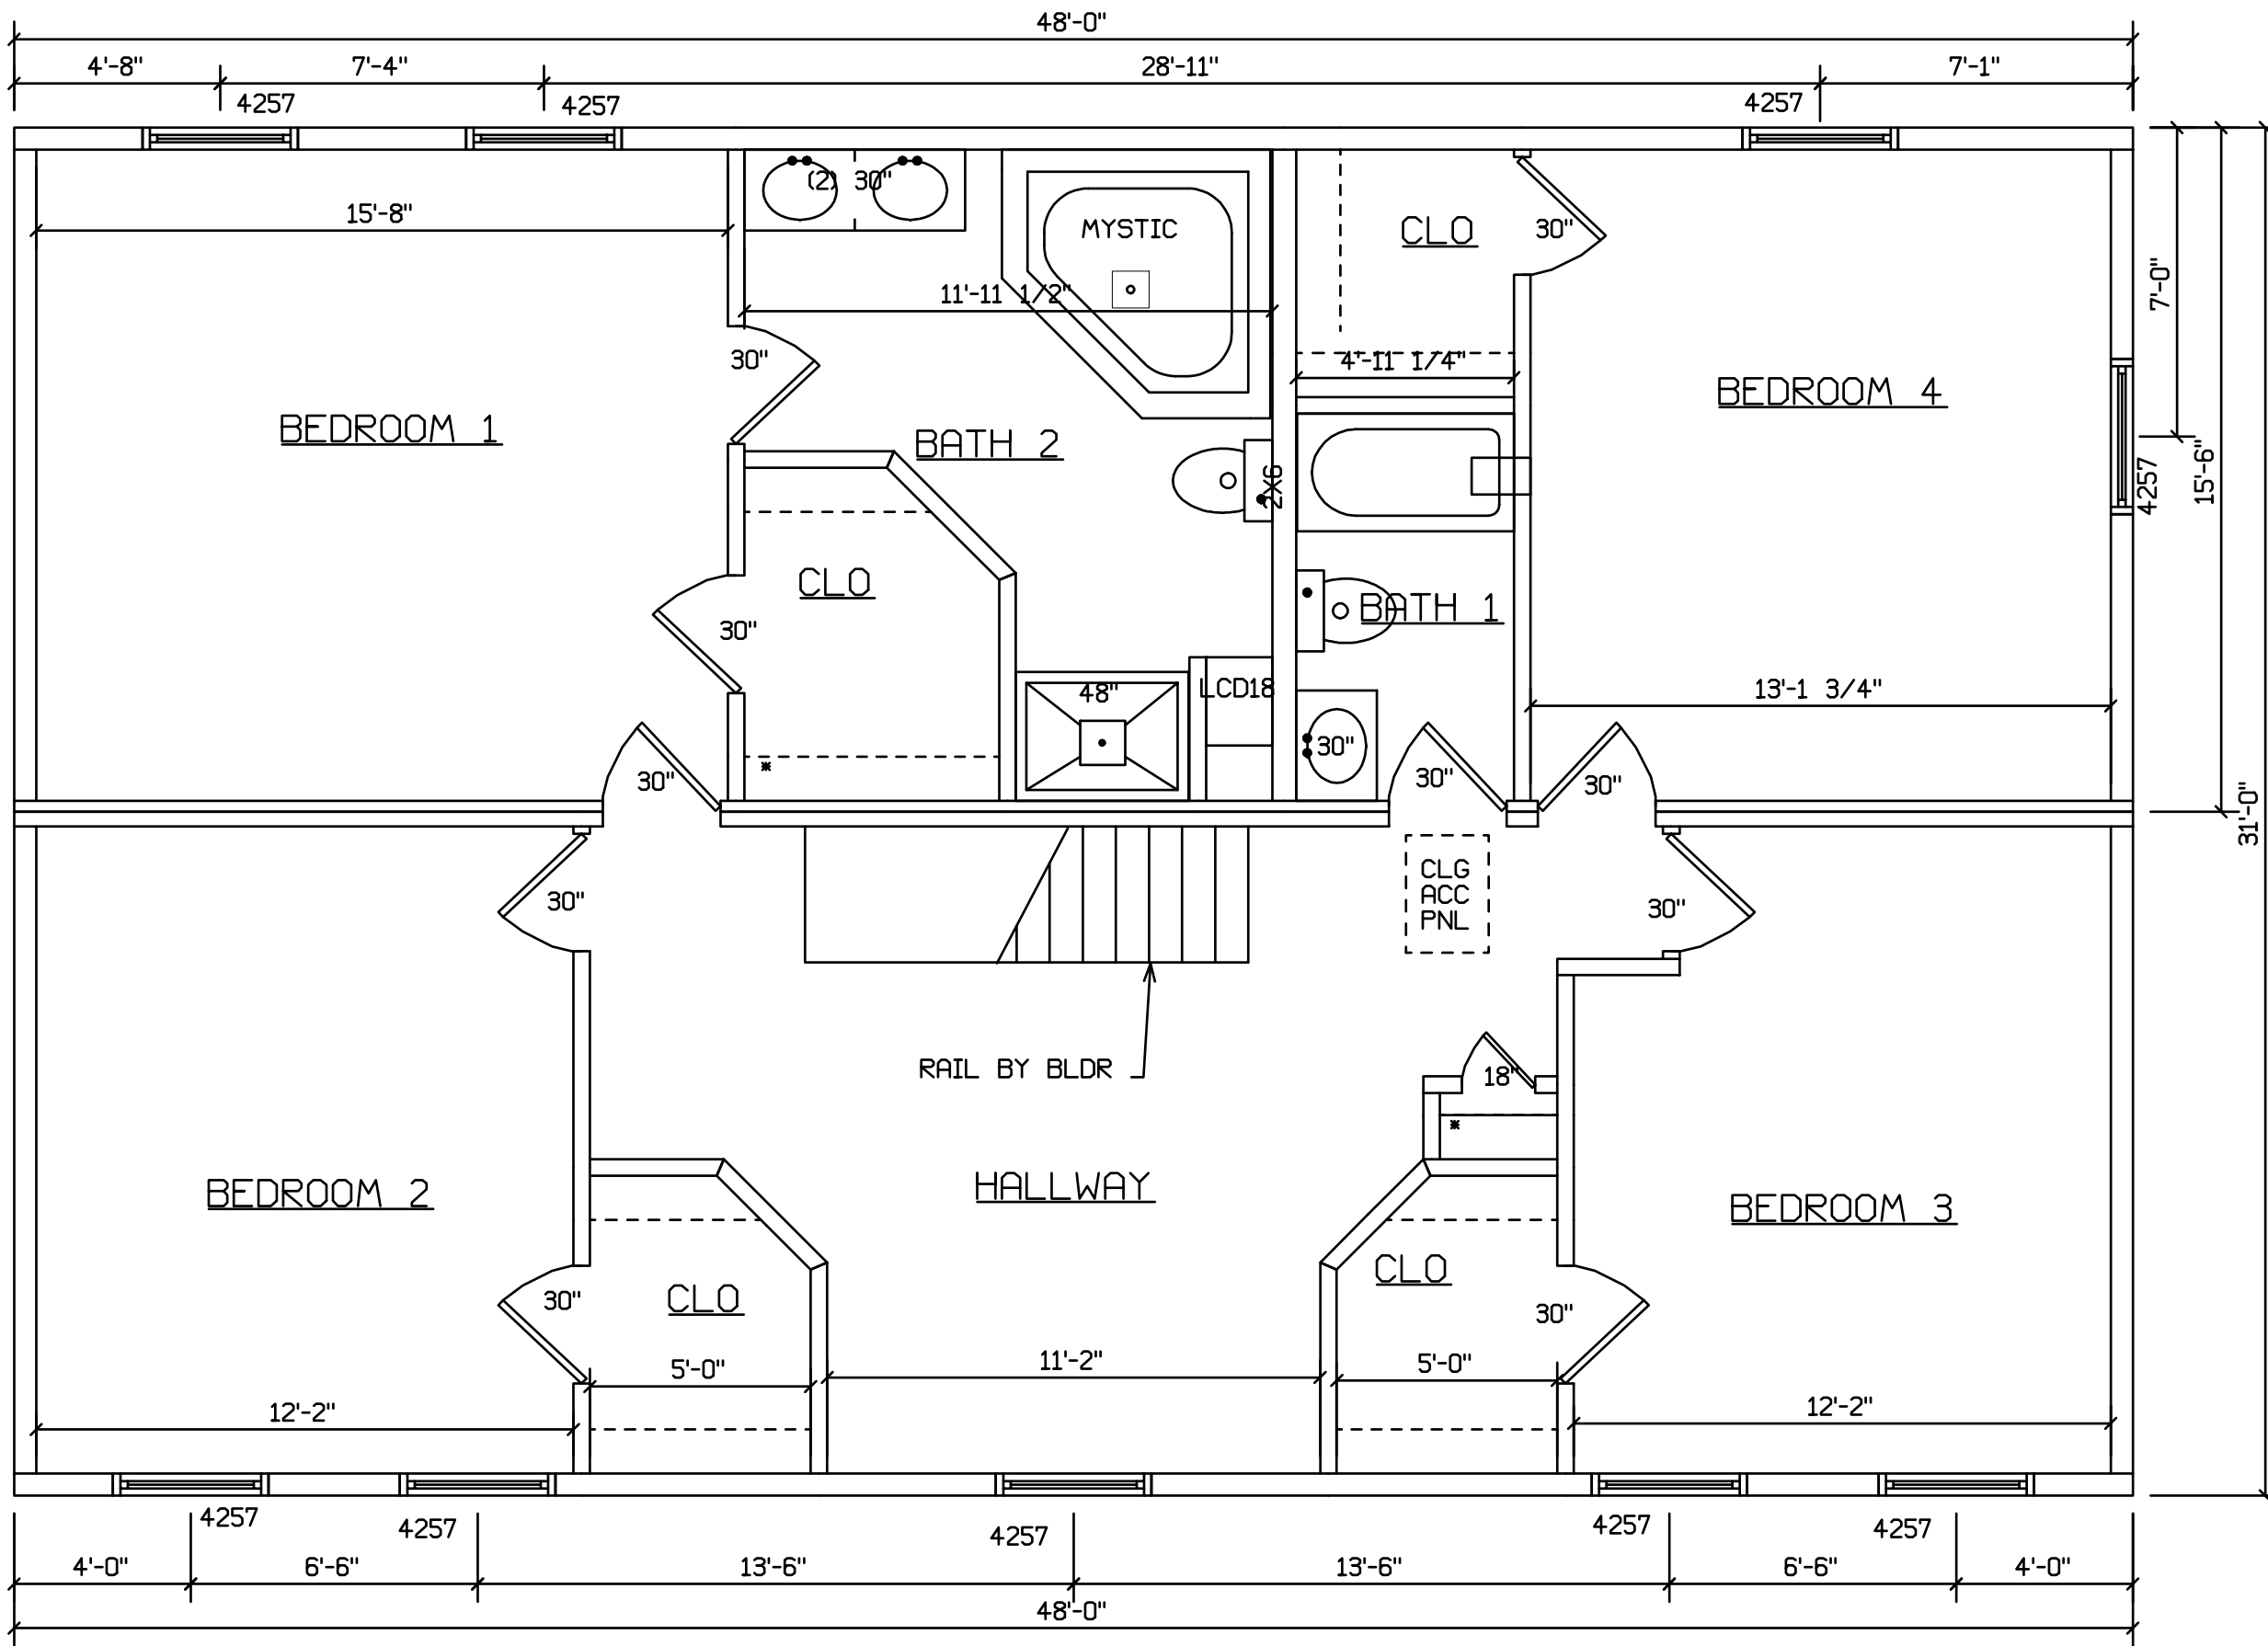 48'-0"
4'-8"
7'-4"
28'-11"
7'-1"
4257
4257
4257
(2) 30"
15'-8"
MYSTIC
CLO
30"
11'-11 1/2"
7'-0"
30"
4'-11 1/4"
BEDROOM 1
BATH 2
BEDROOM 4
2X6
4257
15'-6"
CLO
30"
BATH 1
48"
LCD18
13'-1 3/4"
30"
30"
30"
30"
31'-0"
30"
CLG
ACC
PNL
30"
RAIL BY BLDR
18"
BEDROOM 2
HALLWAY
BEDROOM 3
CLO
30"
CLO
30"
5'-0"
11'-2"
5'-0"
12'-2"
12'-2"
4257
4257
4257
4257
4257
4'-0"
6'-6"
13'-6"
13'-6"
6'-6"
4'-0"
48'-0"